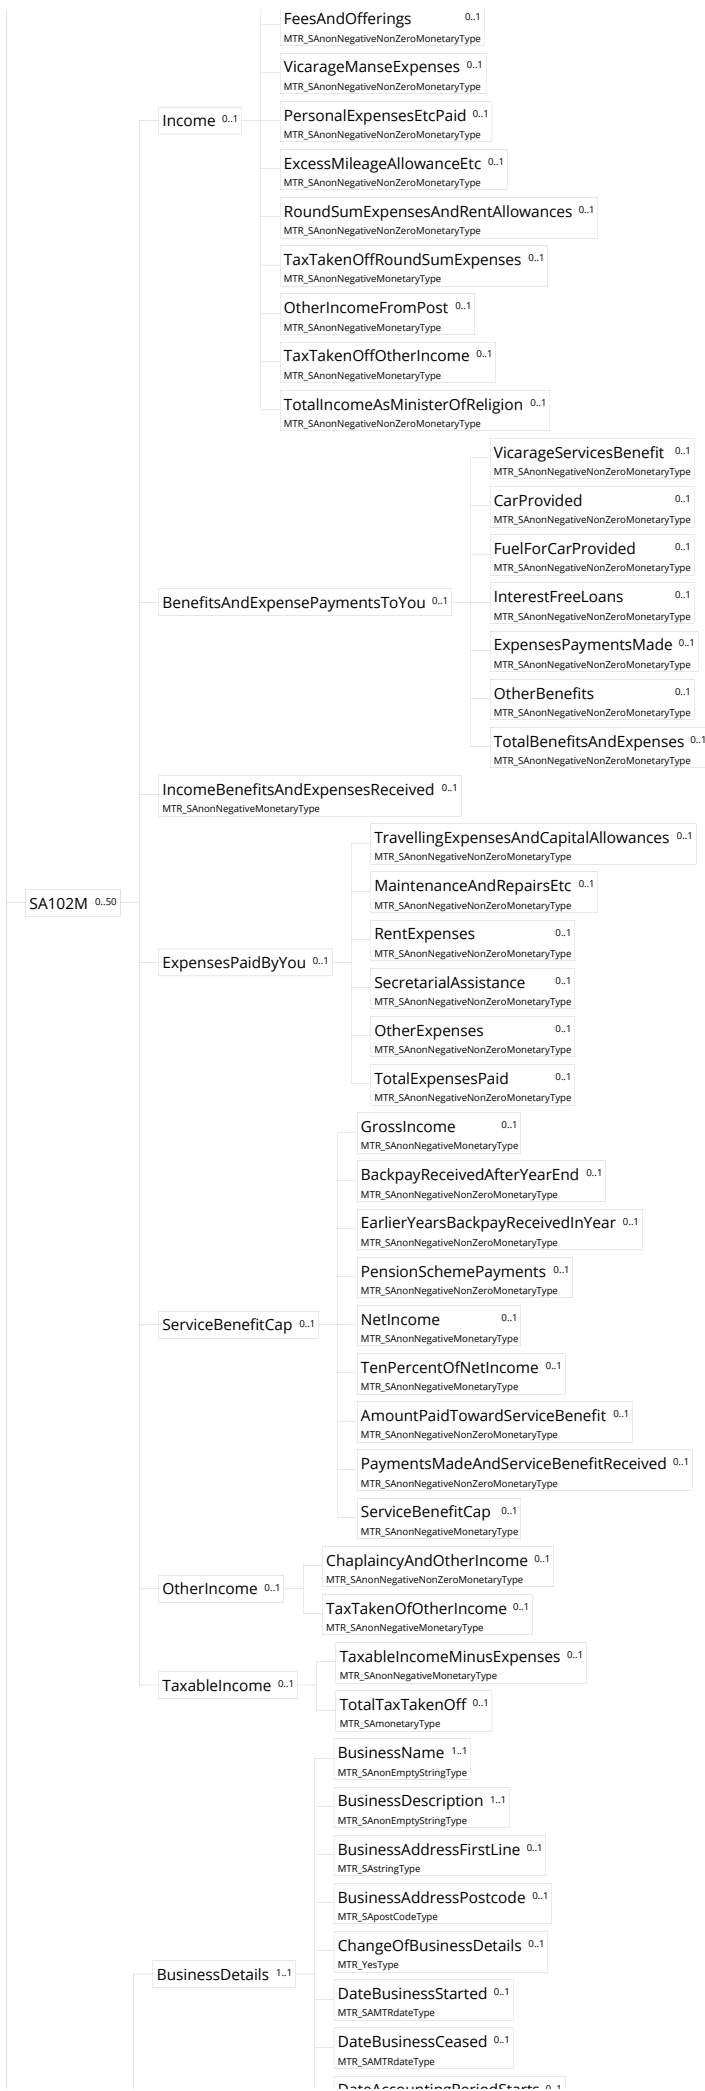 FeesAndOfferings 0..1
MTR_SAnonNegativeNonZeroMonetaryType
VicarageManseExpenses 0..1
MTR_SAnonNegativeNonZeroMonetaryType
Income 0..1
PersonalExpensesEtcPaid 0..1
MTR_SAnonNegativeNonZeroMonetaryType
ExcessMileageAllowanceEtc 0..1
MTR_SAnonNegativeNonZeroMonetaryType
RoundSumExpensesAndRentAllowances 0..1
MTR_SAnonNegativeNonZeroMonetaryType
TaxTakenOffRoundSumExpenses 0..1
MTR_SAnonNegativeMonetaryType
OtherIncomeFromPost 0..1
MTR_SAnonNegativeMonetaryType
TaxTakenOffOtherIncome 0..1
MTR_SAnonNegativeMonetaryType
TotalIncomeAsMinisterOfReligion 0..1
MTR_SAnonNegativeNonZeroMonetaryType
VicarageServicesBenefit 0..1
MTR_SAnonNegativeNonZeroMonetaryType
CarProvided 0..1
MTR_SAnonNegativeNonZeroMonetaryType
FuelForCarProvided 0..1
MTR_SAnonNegativeNonZeroMonetaryType
BenefitsAndExpensePaymentsToYou 0..1
InterestFreeLoans 0..1
MTR_SAnonNegativeNonZeroMonetaryType
ExpensesPaymentsMade 0..1
MTR_SAnonNegativeNonZeroMonetaryType
OtherBenefits 0..1
MTR_SAnonNegativeNonZeroMonetaryType
TotalBenefitsAndExpenses 0..1
MTR_SAnonNegativeNonZeroMonetaryType
IncomeBenefitsAndExpensesReceived 0..1
MTR_SAnonNegativeMonetaryType
SA102M 0..50
TravellingExpensesAndCapitalAllowances 0..1
MTR_SAnonNegativeNonZeroMonetaryType
MaintenanceAndRepairsEtc 0..1
MTR_SAnonNegativeNonZeroMonetaryType
RentExpenses 0..1
MTR_SAnonNegativeNonZeroMonetaryType
ExpensesPaidByYou 0..1
SecretarialAssistance 0..1
MTR_SAnonNegativeNonZeroMonetaryType
OtherExpenses 0..1
MTR_SAnonNegativeNonZeroMonetaryType
TotalExpensesPaid 0..1
MTR_SAnonNegativeNonZeroMonetaryType
GrossIncome 0..1
MTR_SAnonNegativeMonetaryType
BackpayReceivedAfterYearEnd 0..1
MTR_SAnonNegativeNonZeroMonetaryType
EarlierYearsBackpayReceivedInYear 0..1
MTR_SAnonNegativeNonZeroMonetaryType
PensionSchemePayments 0..1
MTR_SAnonNegativeNonZeroMonetaryType
ServiceBenefitCap 0..1
NetIncome 0..1
MTR_SAnonNegativeMonetaryType
TenPercentOfNetIncome 0..1
MTR_SAnonNegativeMonetaryType
AmountPaidTowardServiceBenefit 0..1
MTR_SAnonNegativeNonZeroMonetaryType
PaymentsMadeAndServiceBenefitReceived 0..1
MTR_SAnonNegativeNonZeroMonetaryType
ServiceBenefitCap 0..1
MTR_SAnonNegativeMonetaryType
OtherIncome 0..1
ChaplaincyAndOtherIncome 0..1
MTR_SAnonNegativeNonZeroMonetaryType
TaxTakenOfOtherIncome 0..1
MTR_SAnonNegativeMonetaryType
TaxableIncome 0..1
TaxableIncomeMinusExpenses 0..1
MTR_SAnonNegativeMonetaryType
TotalTaxTakenOff 0..1
MTR_SAmonetaryType
BusinessName 1..1
MTR_SAnonEmptyStringType
BusinessDescription 1..1
MTR_SAnonEmptyStringType
BusinessAddressFirstLine 0..1
MTR_SAstringType
BusinessAddressPostcode 0..1
MTR_SApostCodeType
ChangeOfBusinessDetails 0..1
MTR_YesType
BusinessDetails 1..1
DateBusinessStarted 0..1
MTR_SAMTRdateType
DateBusinessCeased 0..1
MTR_SAMTRdateType
DateAccountingPeriodStarts 0..1